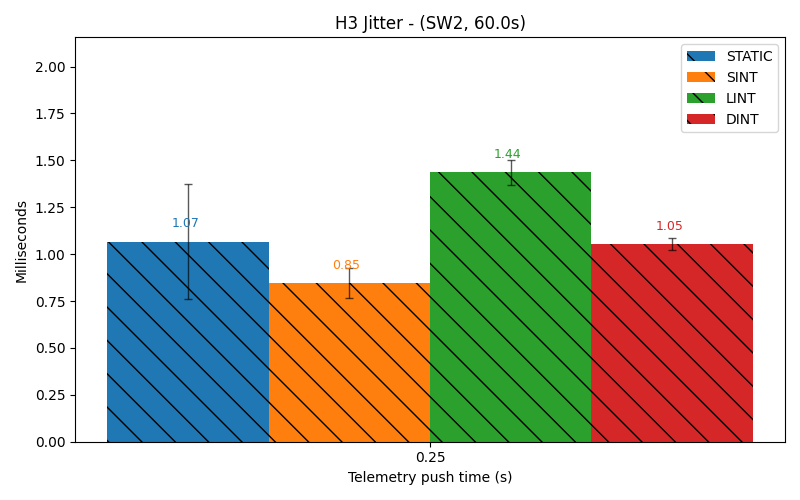 H3 Jitter - (SW2, 60.0s)
2.00
1.75
1.50
1.25
1.00
0.75
0.50
0.25
0.00
Milliseconds
STATIC
SINT
LINT
DINT
1.07
0.85
1.44
1.05
0.25
Telemetry push time (s)